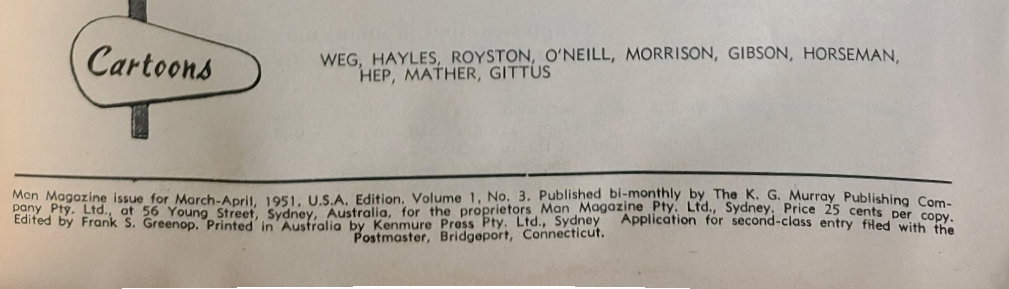 Cartoons
WEG, HAYLES, ROYSTON, O'NEILL, MORRISON, GIBSON, HORSEMAN,
HEP, MATHER, GITTUS
Man Magazine issue for March-April, 1951, U.S.A. Edition, Volume 1, No. 3. Published bi-monthly by The K. G. Murray Publishing Com-
pany Pty. Ltd., at 56 Young Street, Sydney, Australia, for the proprietors Man Magazine Pty. Ltd., Sydney. Price 25 cents per copy.
Edited by Frank S. Greenop. Printed in Australia by Kenmure Press Pty. Ltd., Sydney Application for second-class entry filed with the
Postmaster, Bridgeport, Connecticut.